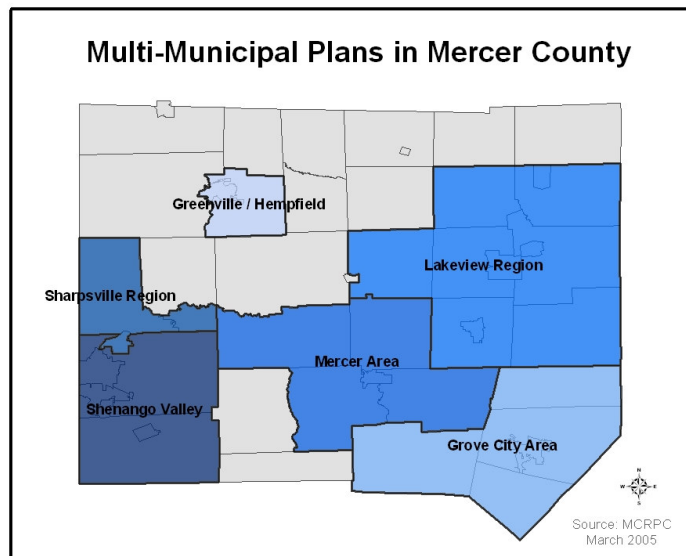 Multi-Municipal Plans in Mercer County
Greenville / Hempfield
Lakeview Region
Sharpsville Region
Mercer Area
Shenango Valley
Grove City Area
N
W E
S
Source: MCRPC
March 2005